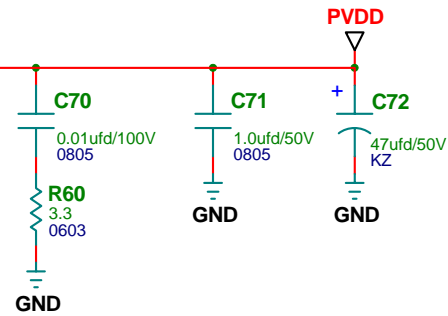 PVDD
C70
0.01ufd/100V
0805
C71
1.0ufd/50V
0805
+
C72
47ufd/50V
KZ
R60
3.3
0603
GND
GND
GND